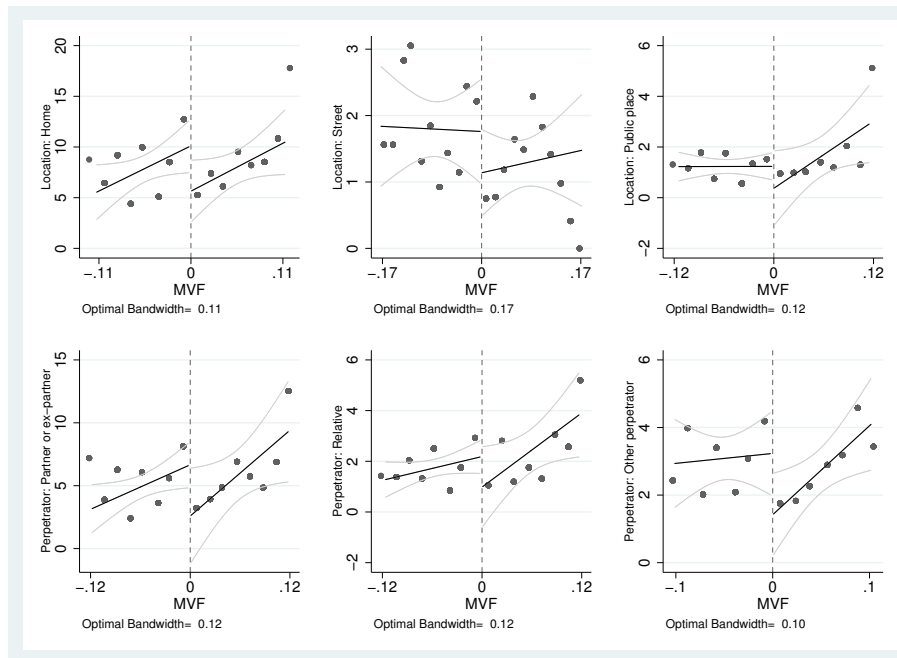 Location: Home
20
15
10
5
0
−.11 0 .11
MVF
Optimal Bandwidth= 0.11
Location: Street
3
2
1
0
−.17 0 .17
MVF
Optimal Bandwidth= 0.17
Location: Public place
6
4
2
0
−2
−.12 0 .12
MVF
Optimal Bandwidth= 0.12
Perpetrator: Partner or ex−partner
15
10
5
0
−.12 0 .12
MVF
Optimal Bandwidth= 0.12
Perpetrator: Relative
6
4
2
0
−2
−.12 0 .12
MVF
Optimal Bandwidth= 0.12
Perpetrator: Other perpetrator
6
4
2
0
−.1 0 .1
MVF
Optimal Bandwidth= 0.10